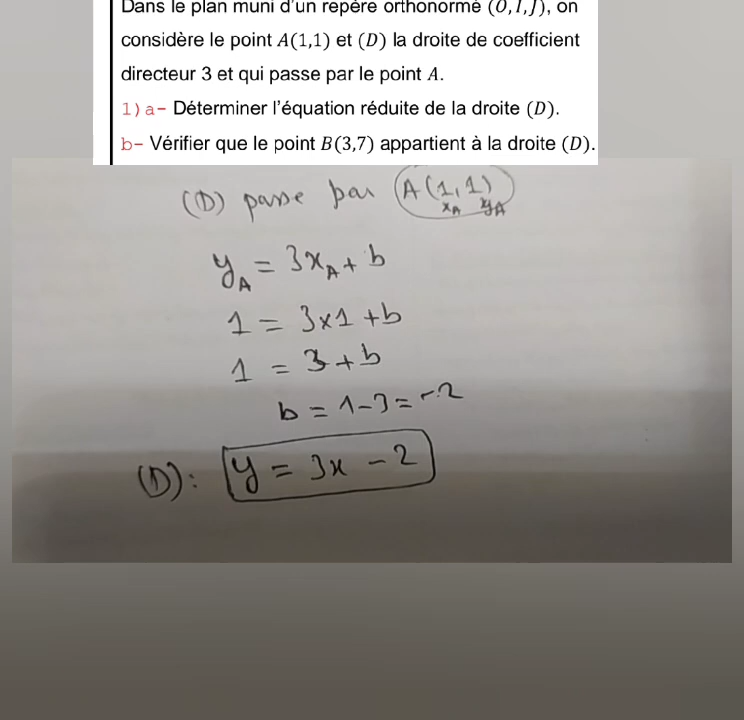 Dans le plan muni d'un repère orthonormé (O, I, J), on
considère le point A(1,1) et (D) la droite de coefficient
directeur 3 et qui passe par le point A.
1) a- Déterminer l'équation réduite de la droite (D).
b- Vérifier que le point B(3,7) appartient à la droite (D).
(D) passe par A(1,1)
xA yA
yA = 3xA + b
1 = 3x1 + b
1 = 3 + b
b = 1-3 = -2
(D): y = 3x - 2